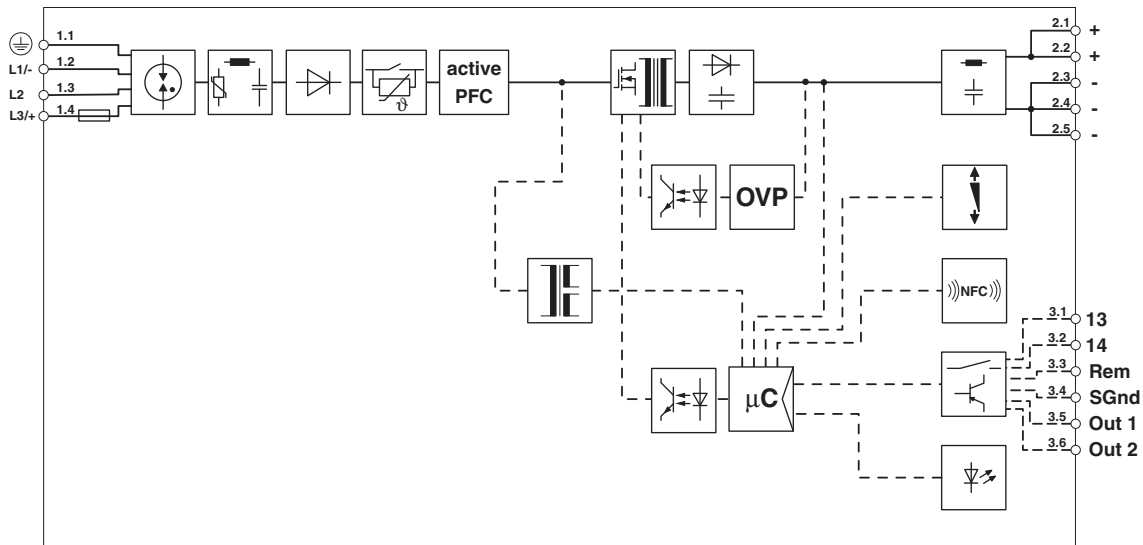 1.1
L1/- 1.2
L2 1.3
L3/+ 1.4
ϑ
active
PFC
2.1 +
2.2 +
2.3 -
2.4 -
2.5 -
OVP
)))NFC)))
μC
3.1 13
3.2 14
3.3 Rem
3.4 SGnd
3.5 Out 1
3.6 Out 2